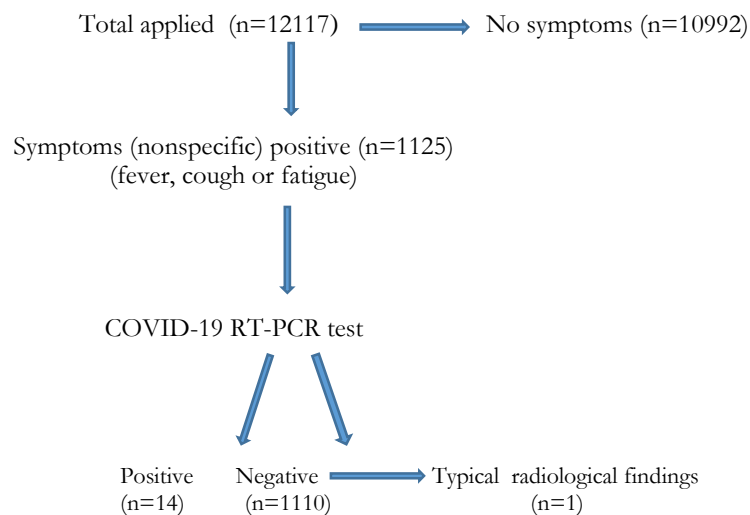 Total applied (n=12117)
No symptoms (n=10992)
Symptoms (nonspecific) positive (n=1125)
(fever, cough or fatigue)
COVID-19 RT-PCR test
Positive
(n=14)
Negative
(n=1110)
Typical radiological findings
(n=1)